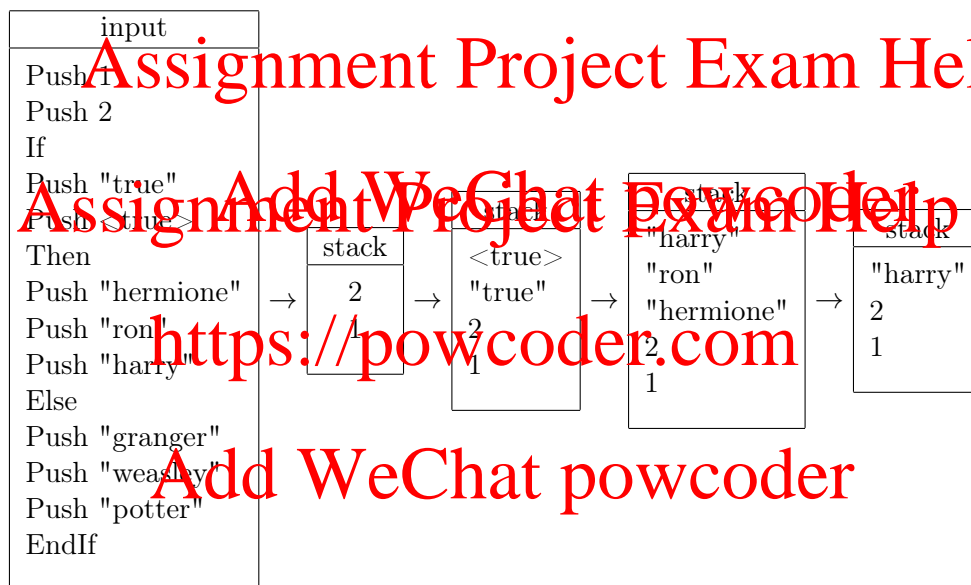 input
Push 1
Push 2
If
Push "true"
Push <true>
Then
Push "hermione"
Push "ron"
Push "harry"
Else
Push "granger"
Push "weasley"
Push "potter"
EndIf
→
stack
2
1
→
stack
<true>
"true"
2
1
→
stack
"harry"
"ron"
"hermione"
2
1
→
stack
"harry"
2
1
Assignment Project Exam Hel
Add WeChat powcoder
Assignment Project Exam Help
https://powcoder.com
Add WeChat powcoder